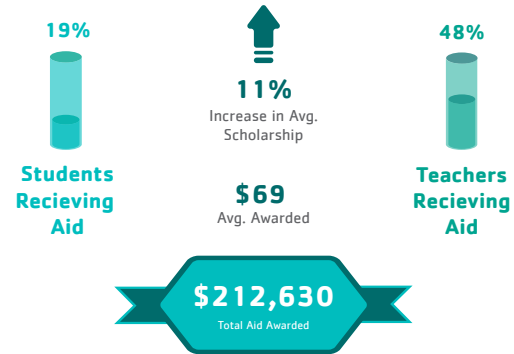 19%
Students
Recieving
Aid
11%
Increase in Avg.
Scholarship
$69
Avg. Awarded
48%
Teachers
Recieving
Aid
$212,630
Total Aid Awarded